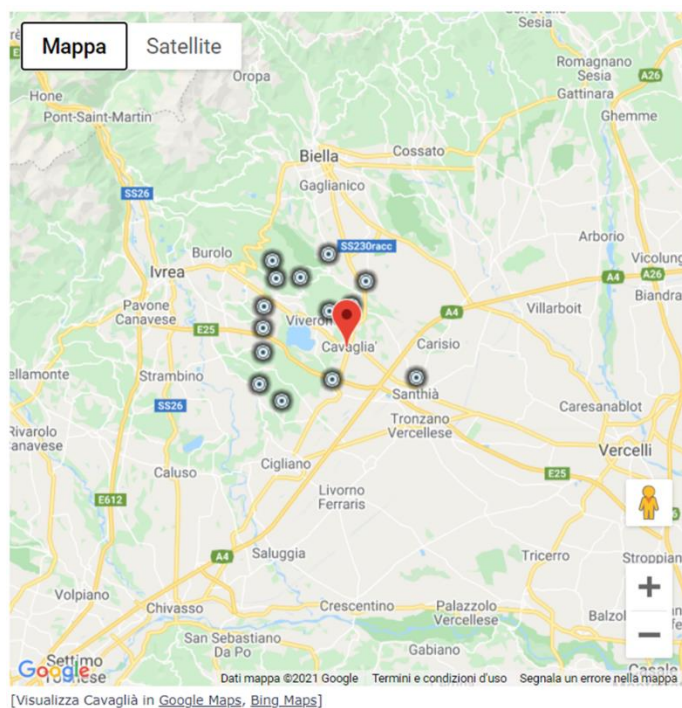 Mappa Satellite
Sesia
Romagnano
Sesia
A26
Oropa
Gattinara
Hone
Ghemme
Pont-Saint-Martin
Cossato
Biella
Gaglianico
SS26
Arborio
SS230racc
Burolo
Vicolung
Ivrea
A4
A26
Biandra
Pavone
Canavese
A4
Villarboit
Viveron
E25
Cavaglia'
Carisio
ellamonte
Strambino
Santhià
SS26
Caresanablot
Tronzano
Vercellese
Rivarolo
anavese
Vercelli
Cigliano
Caluso
E25
E612
Livorno
Ferraris
A4
Saluggia
Tricerro
Stroppian
Volpiano
Chivasso
Crescentino
Palazzolo
Vercellese
Balzol
San Sebastiano
Da Po
Gabiano
Settimo
Casale
Google
Dati mappa ©2021 Google Termini e condizioni d'uso Segnala un errore nella mappa
[Visualizza Cavaglià in Google Maps, Bing Maps]